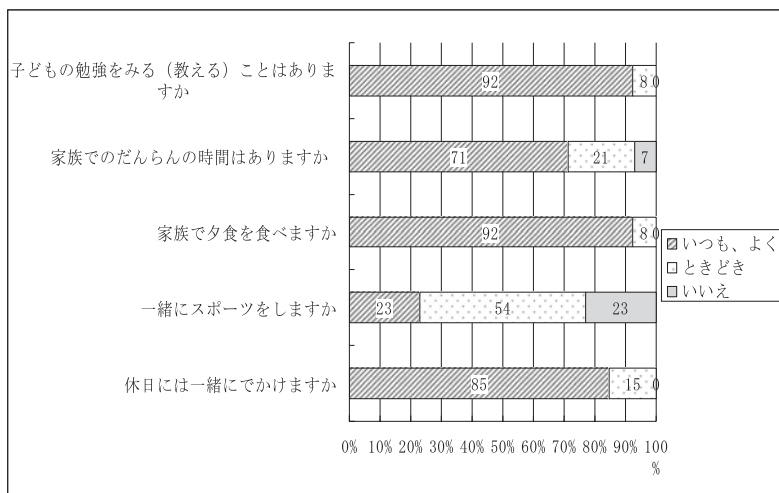 子どもの勉強をみる（教える）ことはありま
すか
92
8
0
家族でのだんらんの時間はありますか
71
21
7
家族で夕食を食べますか
92
8
0
一緒にスポーツをしますか
23
54
23
休日には一緒にでかけますか
85
15
0
0% 10% 20% 30% 40% 50% 60% 70% 80% 90% 100
%
いつも、よく
ときどき
いいえ